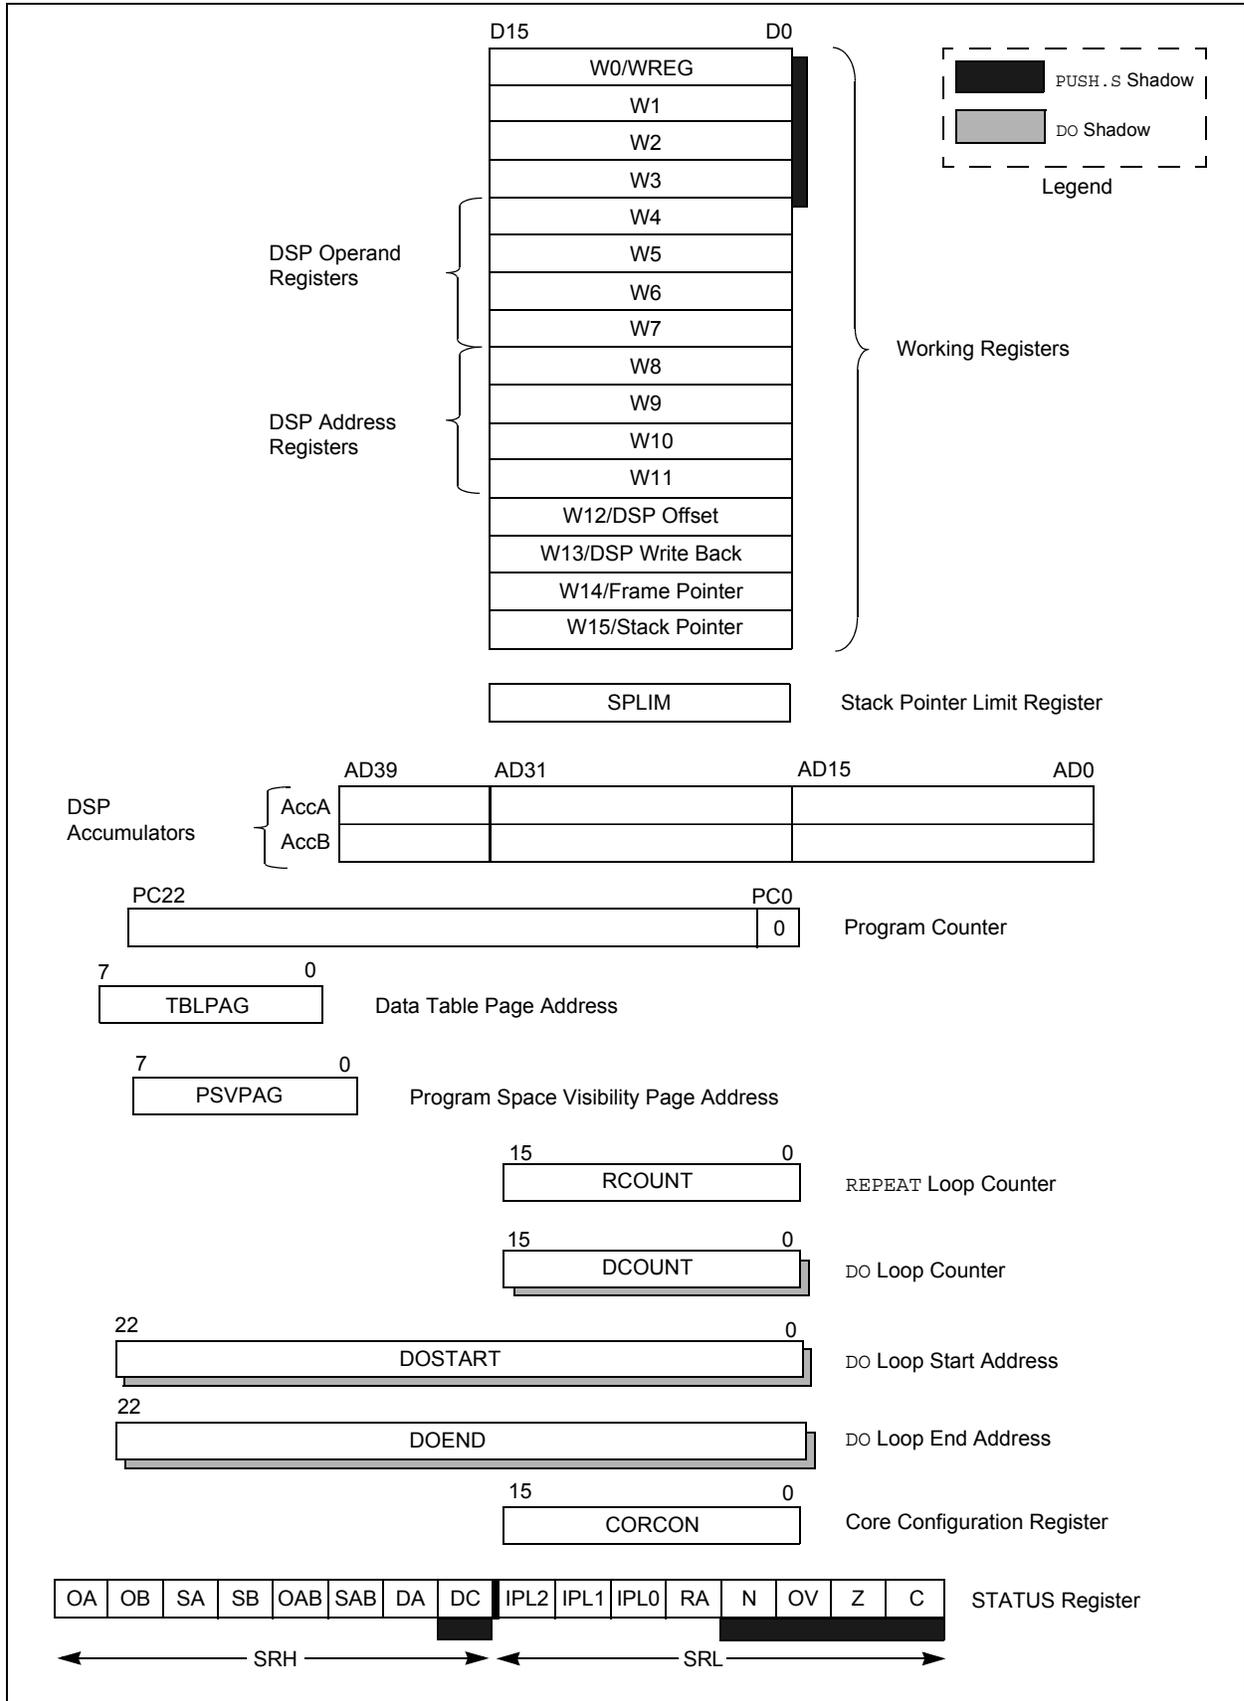 D15 D0
W0/WREG
W1
W2
W3
W4
W5
W6
W7
W8
W9
W10
W11
W12/DSP Offset
W13/DSP Write Back
W14/Frame Pointer
W15/Stack Pointer
PUSH.S Shadow
DO Shadow
Legend
DSP Operand
Registers
DSP Address
Registers
Working Registers
SPLIM Stack Pointer Limit Register
AD39 AD31 AD15 AD0
DSP
Accumulators
AccA
AccB
PC22 PC0
0 Program Counter
7 0
TBLPAG Data Table Page Address
7 0
PSVPAG Program Space Visibility Page Address
15 0
RCOUNT REPEAT Loop Counter
15 0
DCOUNT DO Loop Counter
22 0
DOSTART DO Loop Start Address
22
DOEND DO Loop End Address
15 0
CORCON Core Configuration Register
OA OB SA SB OAB SAB DA DC IPL2 IPL1 IPL0 RA N OV Z C STATUS Register
SRH SRL